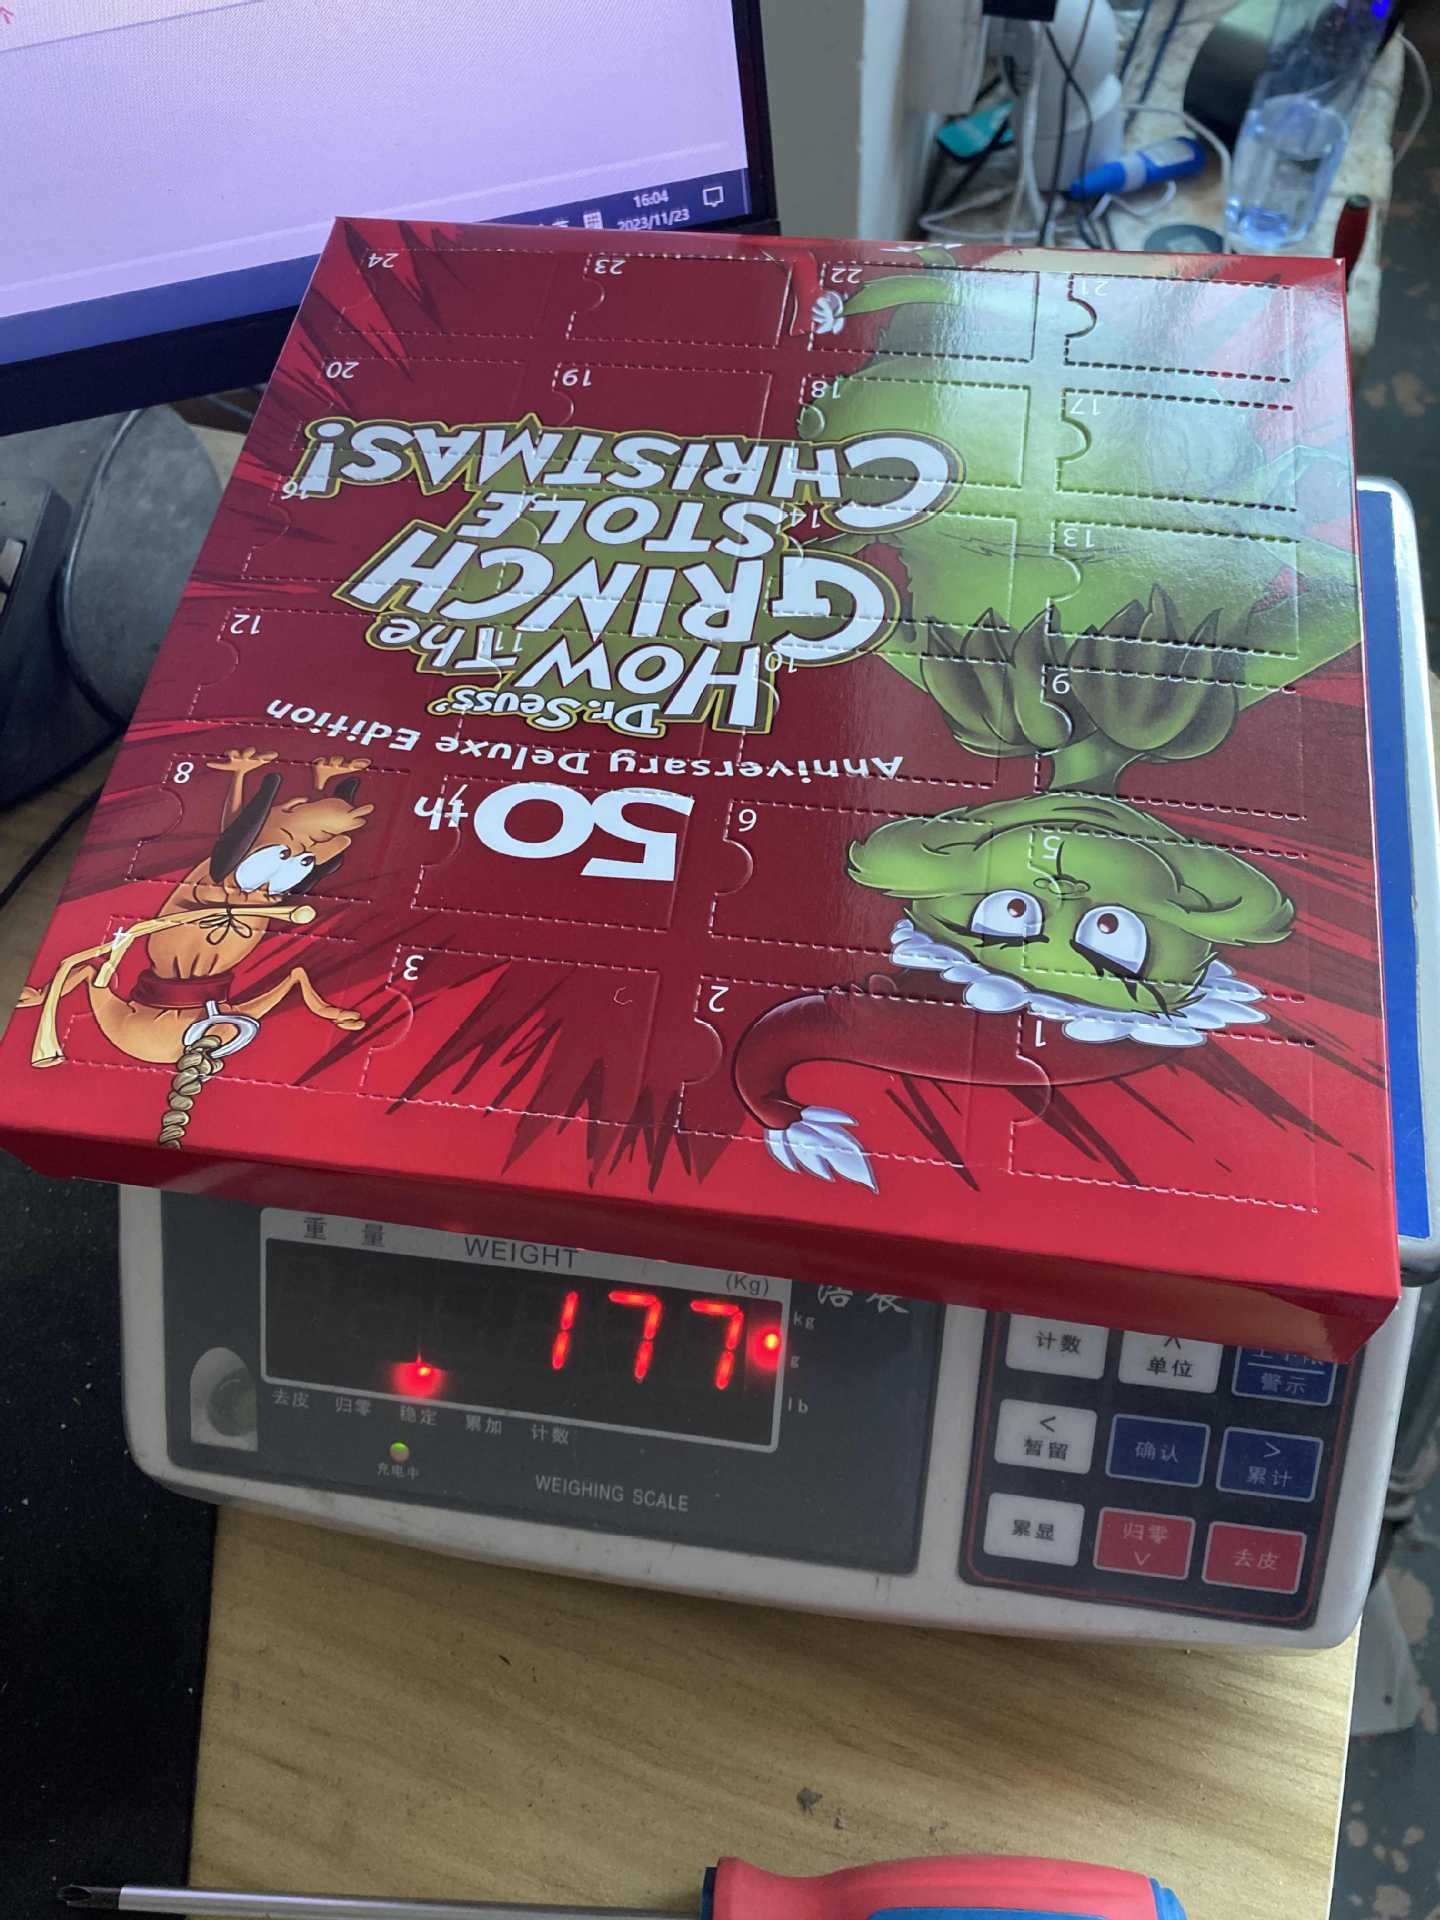 16:04
2023/11/23
24
23
22
21
20
19
18
17
16
14
13
12
11
10
9
8
7
6
5
4
3
2
1
50th
Anniversary Deluxe Edition
Dr. Seuss'
HOW The
GRINCH
STOLE
CHRISTMAS!
重 量
WEIGHT
(Kg)
177
kg
g
lb
去皮 归零 稳定 累加 计数
充电中
WEIGHING SCALE
计数
单位
警示
<
暂留
确认
>
累计
累显
归零
去皮